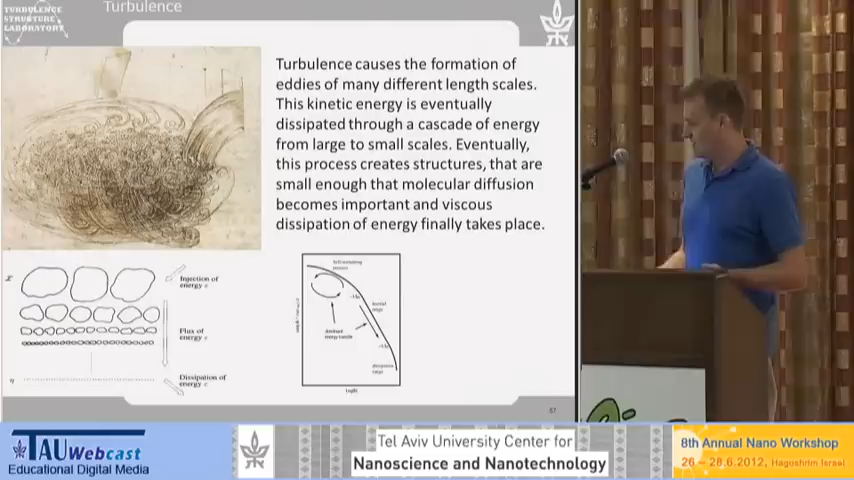 TURBULENCE
STRUCTURE
LABORATORY
Turbulence
Turbulence causes the formation of
eddies of many different length scales.
This kinetic energy is eventually
dissipated through a cascade of energy
from large to small scales. Eventually,
this process creates structures, that are
small enough that molecular diffusion
becomes important and viscous
dissipation of energy finally takes place.
Injection of
energy ε
Flux of
energy ε
η
Dissipation of
energy ε
57
TAU Webcast
Educational Digital Media
Tel Aviv University Center for
Nanoscience and Nanotechnology
8th Annual Nano Workshop
26 – 28.6.2012, Hagoshrim Israel